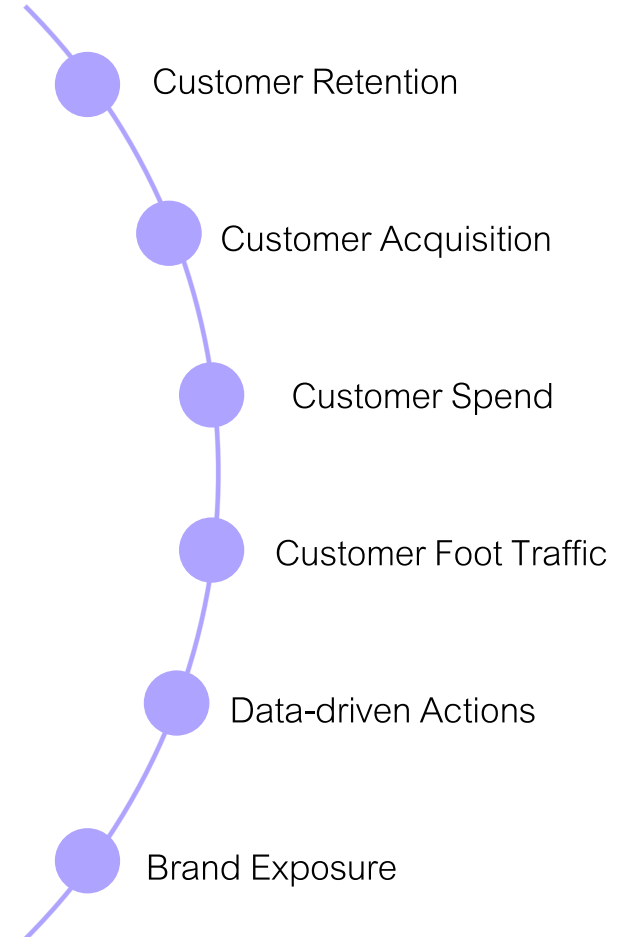 Customer Retention
Customer Acquisition
Customer Spend
Customer Foot Traffic
Data-driven Actions
Brand Exposure